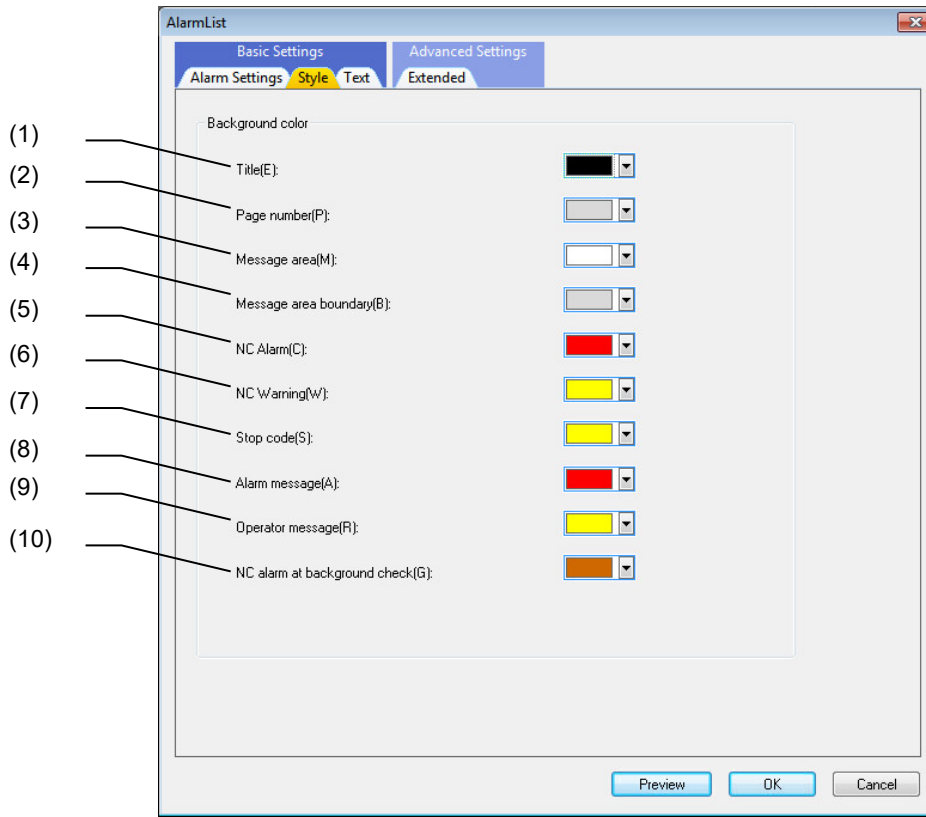 AlarmList
Basic Settings Advanced Settings
Alarm Settings Style Text Extended
Background color
(1) Title(E):
(2) Page number(P):
(3) Message area(M):
(4) Message area boundary(B):
(5) NC Alarm(C):
(6) NC Warning(W):
(7) Stop code(S):
(8) Alarm message(A):
(9) Operator message(R):
(10) NC alarm at background check(G):
Preview OK Cancel